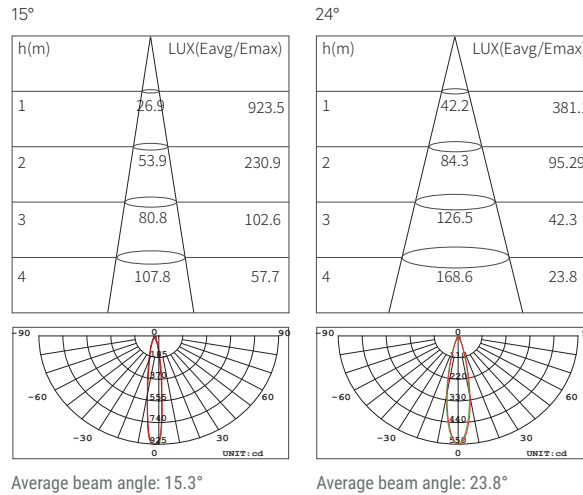 15°
h(m) LUX(Eavg/Emax)
1 26.9 923.5
2 53.9 230.9
3 80.8 102.6
4 107.8 57.7
-90 0 90
185
370
-60 555 60
740
-30 925 30
0 UNIT:cd
Average beam angle: 15.3°
24°
h(m) LUX(Eavg/Emax)
1 42.2 381.
2 84.3 95.29
3 126.5 42.3
4 168.6 23.8
-90 0
110
220
-60 330 60
440
-30 550 30
0 UNIT:cd
Average beam angle: 23.8°